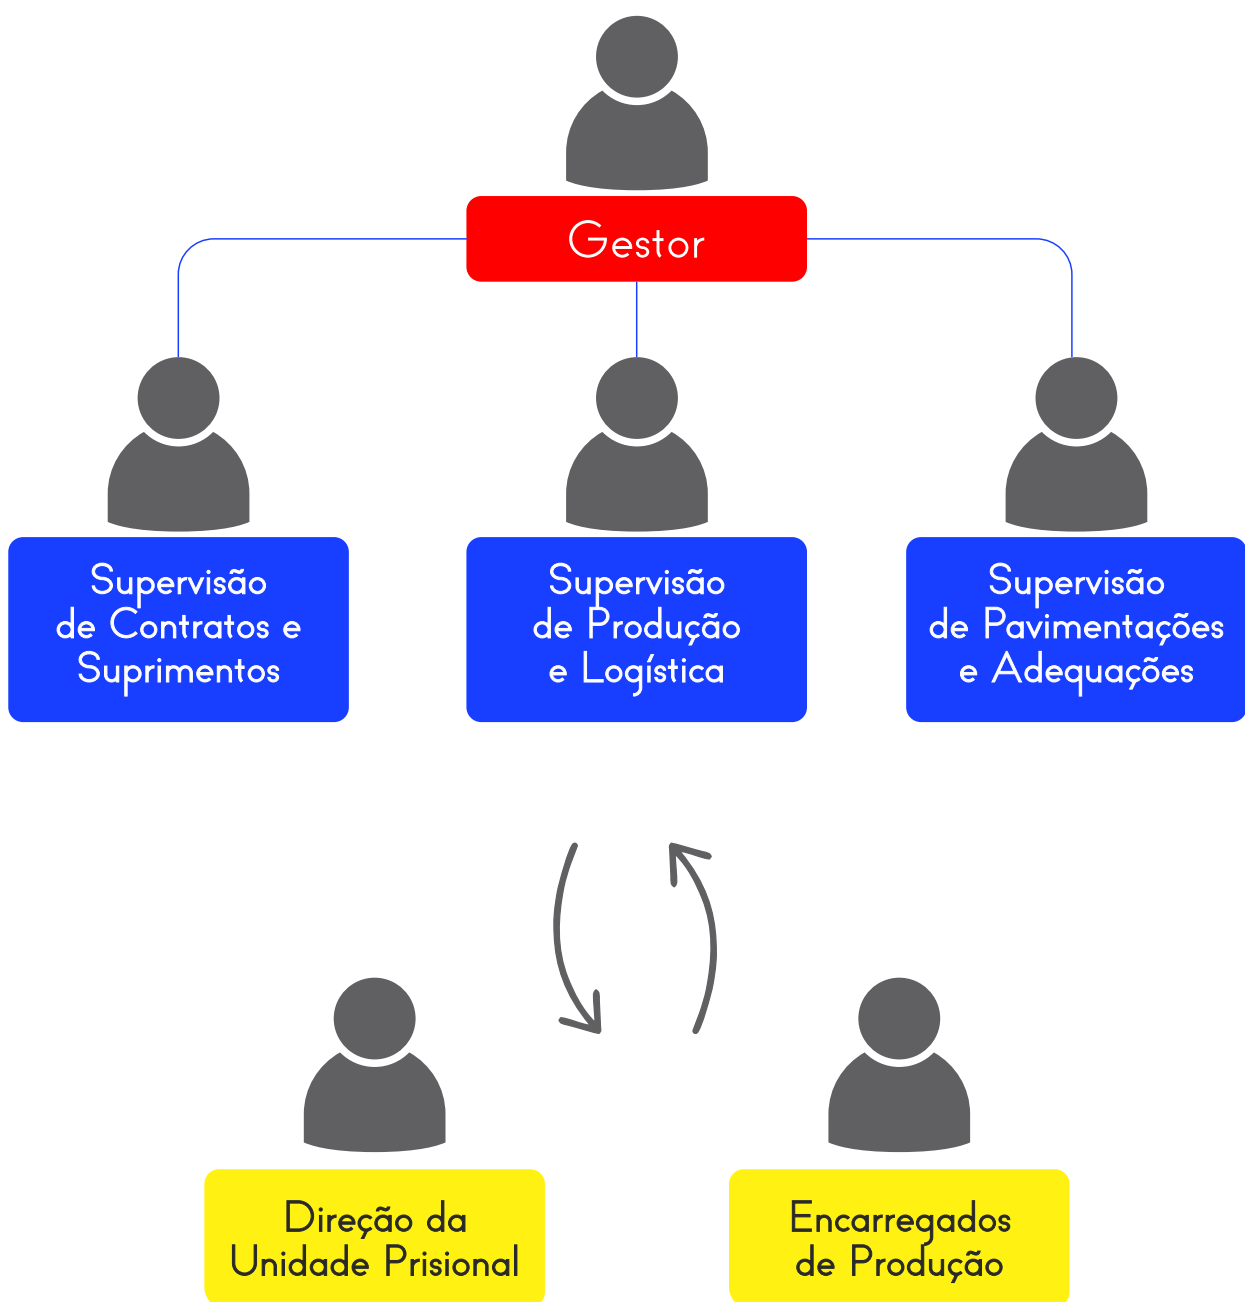 Gestor
Supervisão
de Contratos e
Suprimentos
Supervisão
de Produção
e Logística
Supervisão
de Pavimentações
e Adequações
Direção da
Unidade Prisional
Encarregados
de Produção